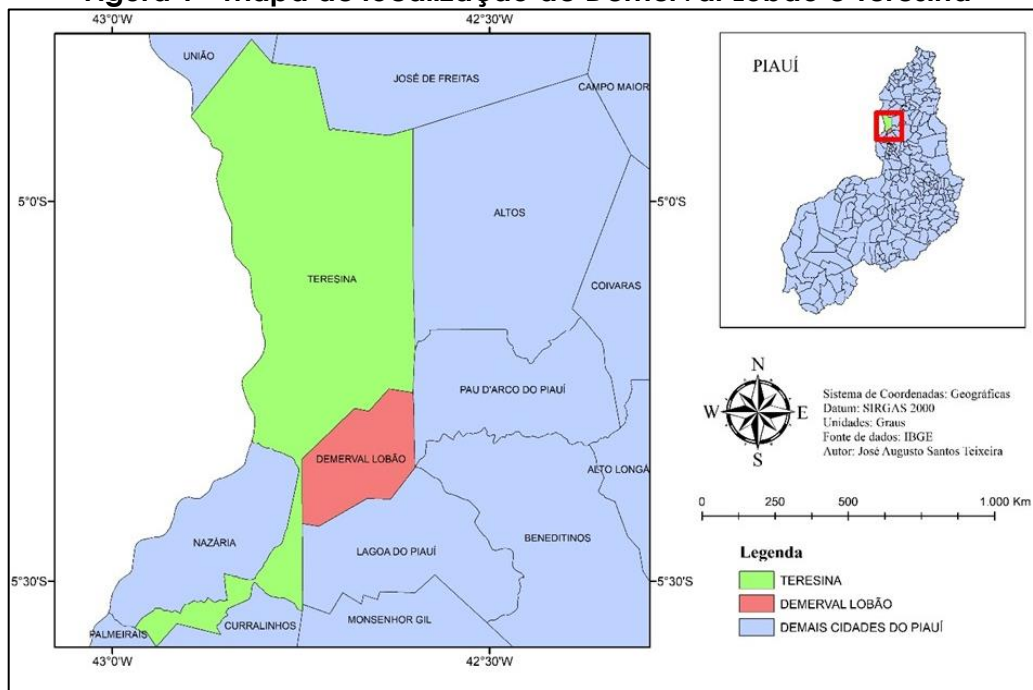 Figura 1 - Mapa de localização de Demerval Lobão e Teresina
43°0'W
42°30'W
UNIÃO
JOSÉ DE FREITAS
CAMPO MAIOR
5°0'S
5°0'S
ALTOS
TERESINA
COIVARAS
PAU D'ARCO DO PIAUÍ
DEMERVAL LOBÃO
ALTO LONGÁ
NAZÁRIA
LAGOA DO PIAUÍ
BENEDITINOS
5°30'S
5°30'S
MONSENHOR GIL
CURRALINHOS
PALMEIRAIS
43°0'W
42°30'W
PIAUÍ
N
W
E
S
Sistema de Coordenadas: Geográficas
Datum: SIRGAS 2000
Unidades: Graus
Fonte de dados: IBGE
Autor: José Augusto Santos Teixeira
0 250 500 1.000 Km
Legenda
TERESINA
DEMERVAL LOBÃO
DEMAIS CIDADES DO PIAUÍ